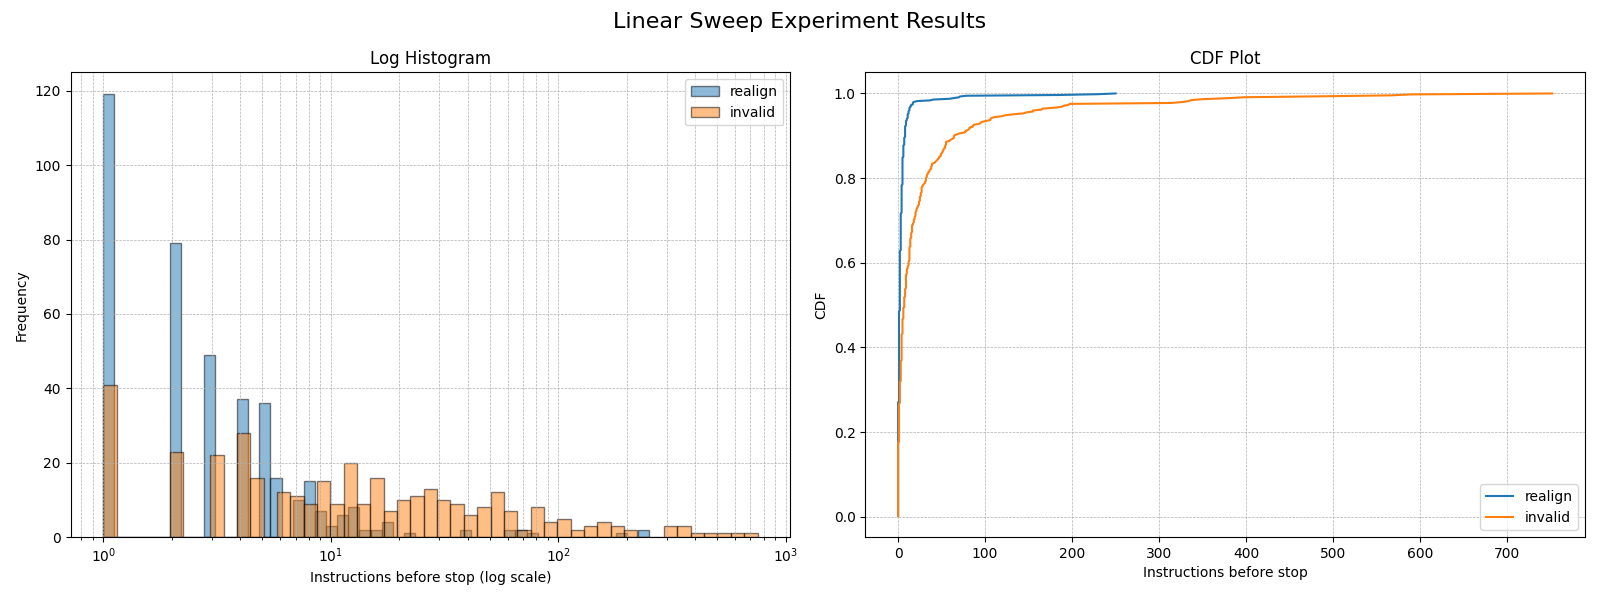 Linear Sweep Experiment Results
Log Histogram
120
100
80
60
40
20
0
Frequency
realign
invalid
10^0
10^1
10^2
10^3
Instructions before stop (log scale)
CDF Plot
1.0
0.8
0.6
0.4
0.2
0.0
CDF
realign
invalid
0
100
200
300
400
500
600
700
Instructions before stop